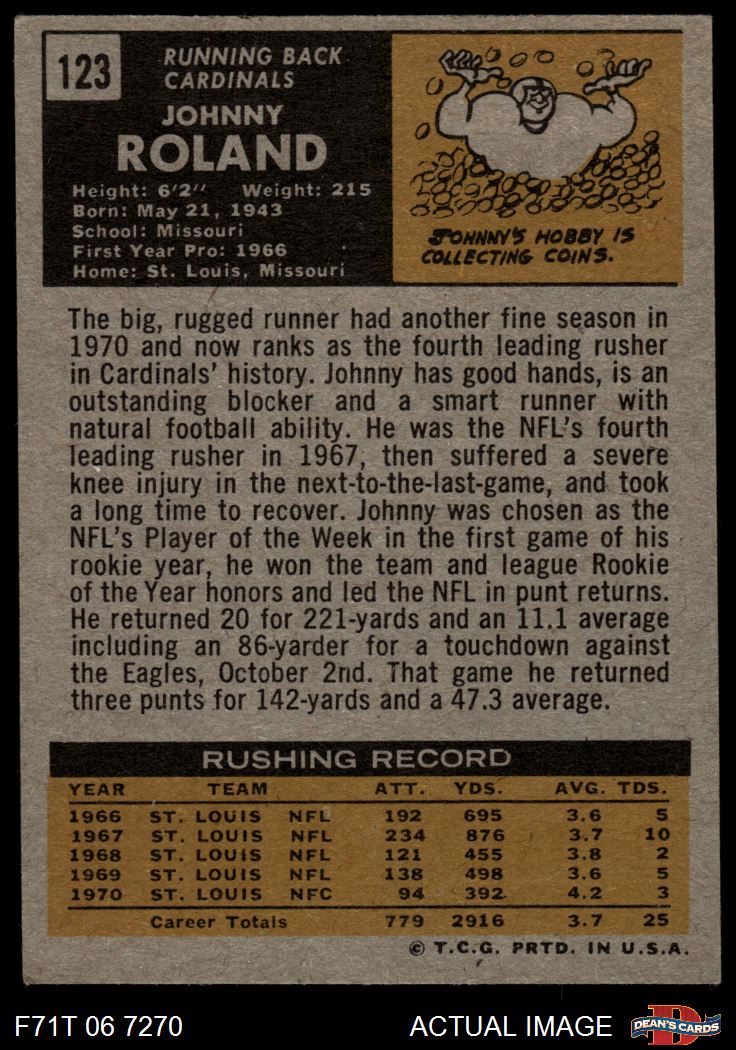 123
RUNNING BACK
CARDINALS
JOHNNY
ROLAND
Height: 6'2" Weight: 215
Born: May 21, 1943
School: Missouri
First Year Pro: 1966
Home: St. Louis, Missouri
JOHNNY'S HOBBY IS
COLLECTING COINS.
The big, rugged runner had another fine season in
1970 and now ranks as the fourth leading rusher
in Cardinals' history. Johnny has good hands, is an
outstanding blocker and a smart runner with
natural football ability. He was the NFL's fourth
leading rusher in 1967, then suffered a severe
knee injury in the next-to-the-last-game, and took
a long time to recover. Johnny was chosen as the
NFL's Player of the Week in the first game of his
rookie year, he won the team and league Rookie
of the Year honors and led the NFL in punt returns.
He returned 20 for 221-yards and an 11.1 average
including an 86-yarder for a touchdown against
the Eagles, October 2nd. That game he returned
three punts for 142-yards and a 47.3 average.
RUSHING RECORD
YEAR TEAM ATT. YDS. AVG. TDS.
1966 ST. LOUIS NFL 192 695 3.6 5
1967 ST. LOUIS NFL 234 876 3.7 10
1968 ST. LOUIS NFL 121 455 3.8 2
1969 ST. LOUIS NFL 138 498 3.6 5
1970 ST. LOUIS NFC 94 392 4.2 3
Career Totals 779 2916 3.7 25
© T.C.G. PRTD. IN U.S.A.
F71T 06 7270 ACTUAL IMAGE D DEAN'S CARDS